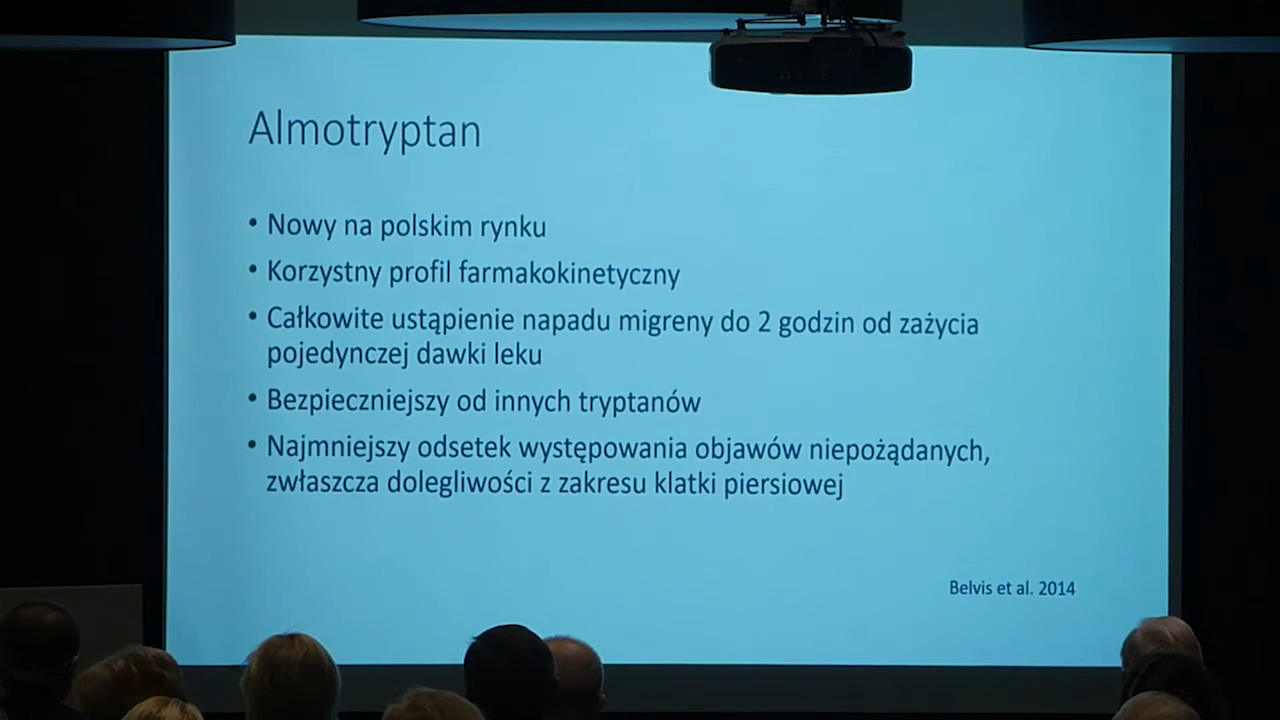 Almotryptan
• Nowy na polskim rynku
• Korzystny profil farmakokinetyczny
• Całkowite ustąpienie napadu migreny do 2 godzin od zażycia
pojedynczej dawki leku
• Bezpieczniejszy od innych tryptanów
• Najmniejszy odsetek występowania objawów niepożądanych,
zwłaszcza dolegliwości z zakresu klatki piersiowej
Belvis et al. 2014